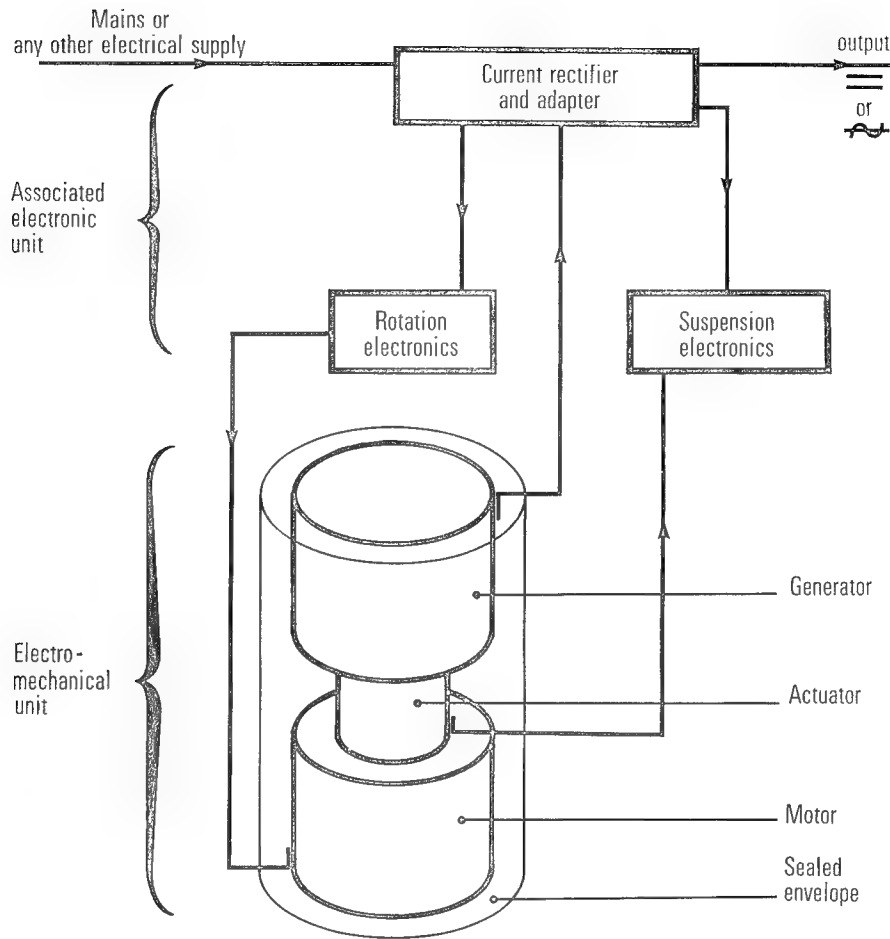 Mains or
any other electrical supply
output
or
Current rectifier
and adapter
Associated
electronic
unit
Rotation
electronics
Suspension
electronics
Electro-
mechanical
unit
Generator
Actuator
Motor
Sealed
envelope